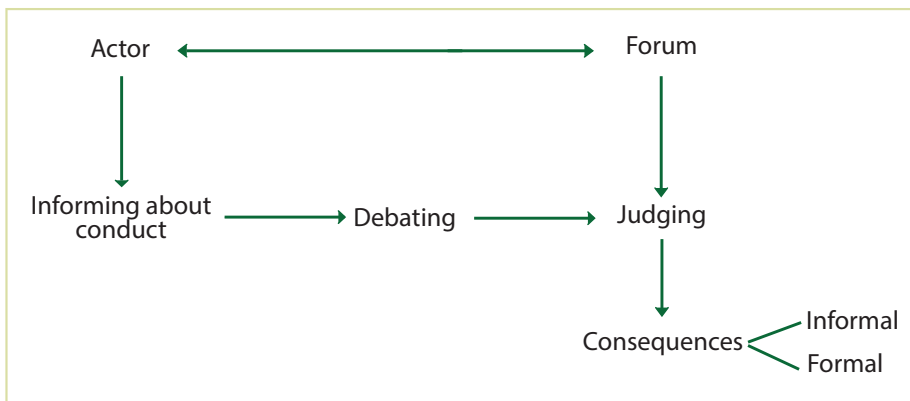 Actor
Forum
Informing about
conduct
Debating
Judging
Consequences
Informal
Formal